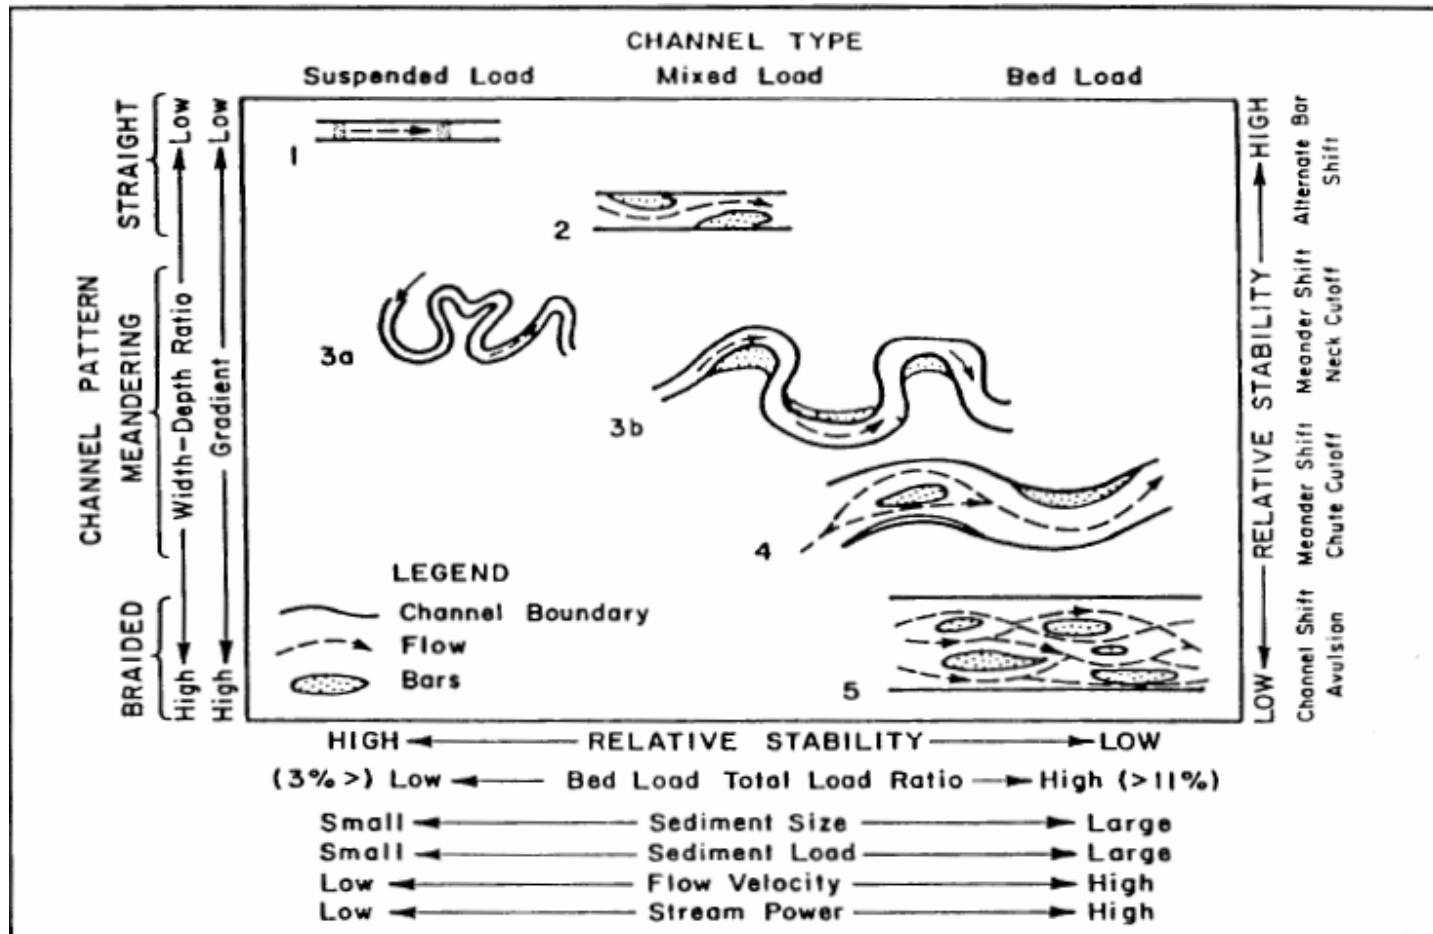 CHANNEL TYPE
Suspended Load Mixed Load Bed Load
CHANNEL PATTERN
STRAIGHT
MEANDERING
BRAIDED
Low Width-Depth Ratio High
Low Gradient High
1
2
3a
3b
4
5
LEGEND
Channel Boundary
Flow
Bars
HIGH RELATIVE STABILITY
RELATIVE STABILITY LOW
Alternate Bar
Shift
Meander Shift
Neck Cutoff
Meander Shift
Chute Cutoff
Channel Shift
Avulsion
HIGH RELATIVE STABILITY LOW
(3% >) Low Bed Load Total Load Ratio High (>11%)
Small Sediment Size Large
Small Sediment Load Large
Low Flow Velocity High
Low Stream Power High